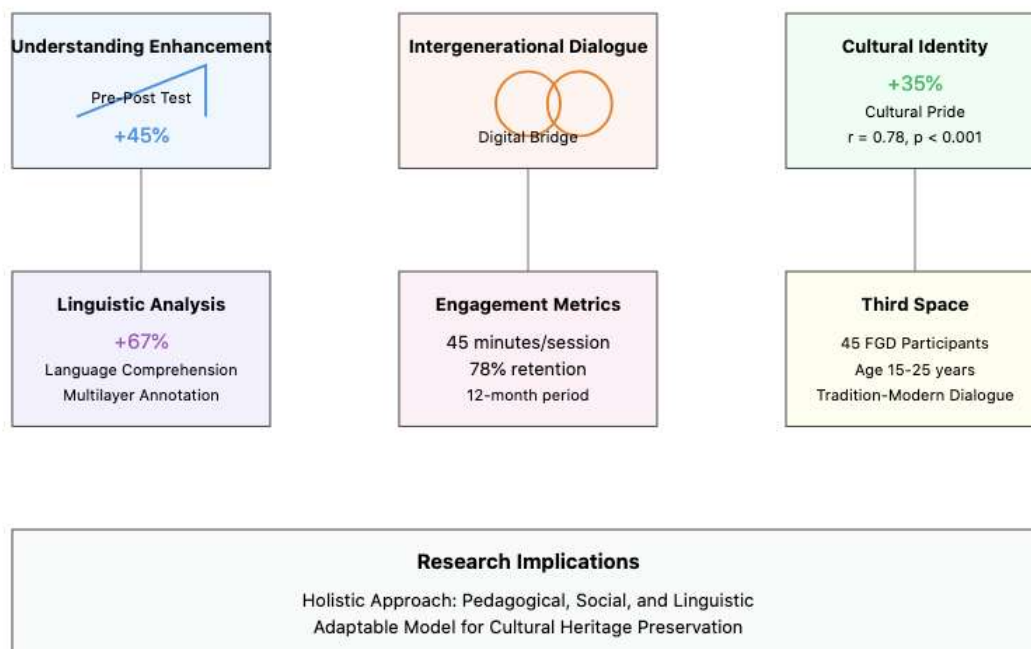 Understanding Enhancement
Pre-Post Test
+45%
Intergenerational Dialogue
Digital Bridge
Cultural Identity
+35%
Cultural Pride
r = 0.78, p < 0.001
Linguistic Analysis
+67%
Language Comprehension
Multilayer Annotation
Engagement Metrics
45 minutes/session
78% retention
12-month period
Third Space
45 FGD Participants
Age 15-25 years
Tradition-Modern Dialogue
Research Implications
Holistic Approach: Pedagogical, Social, and Linguistic
Adaptable Model for Cultural Heritage Preservation